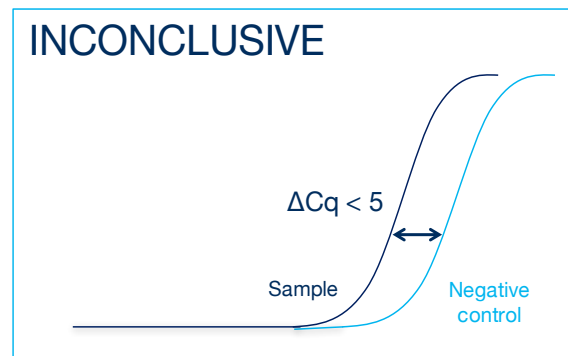 INCONCLUSIVE
ΔCq < 5
Sample
Negative
control